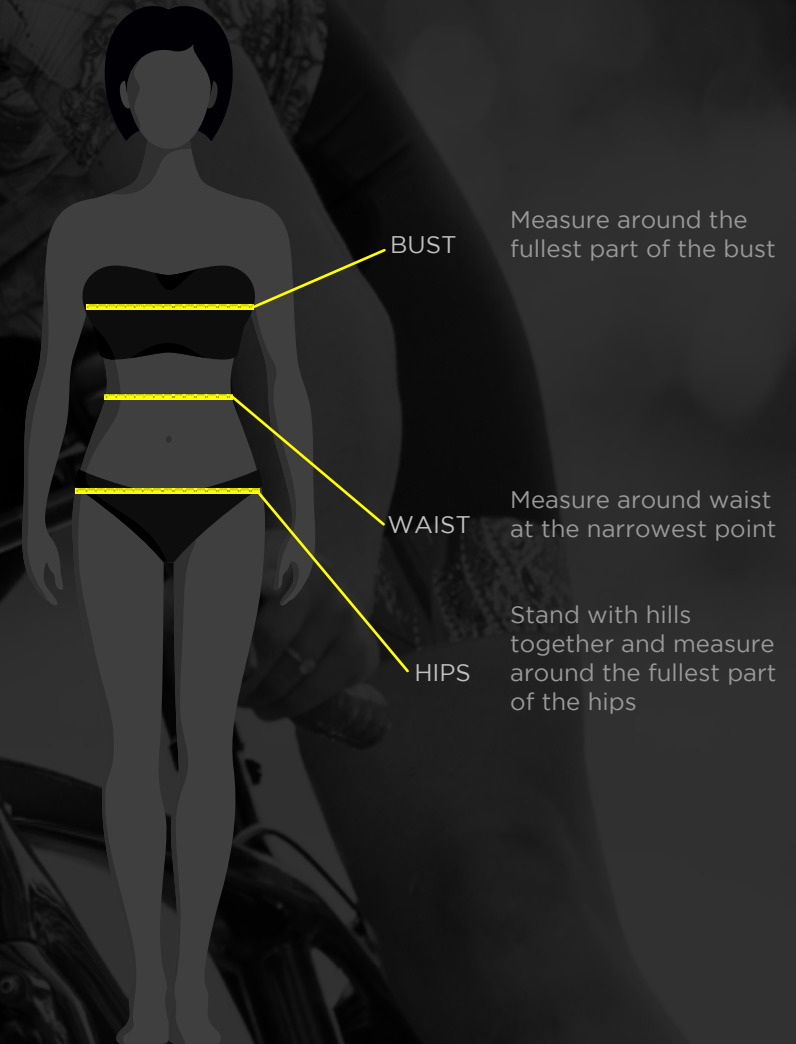 BUST
Measure around the
fullest part of the bust
WAIST
Measure around waist
at the narrowest point
HIPS
Stand with hills
together and measure
around the fullest part
of the hips